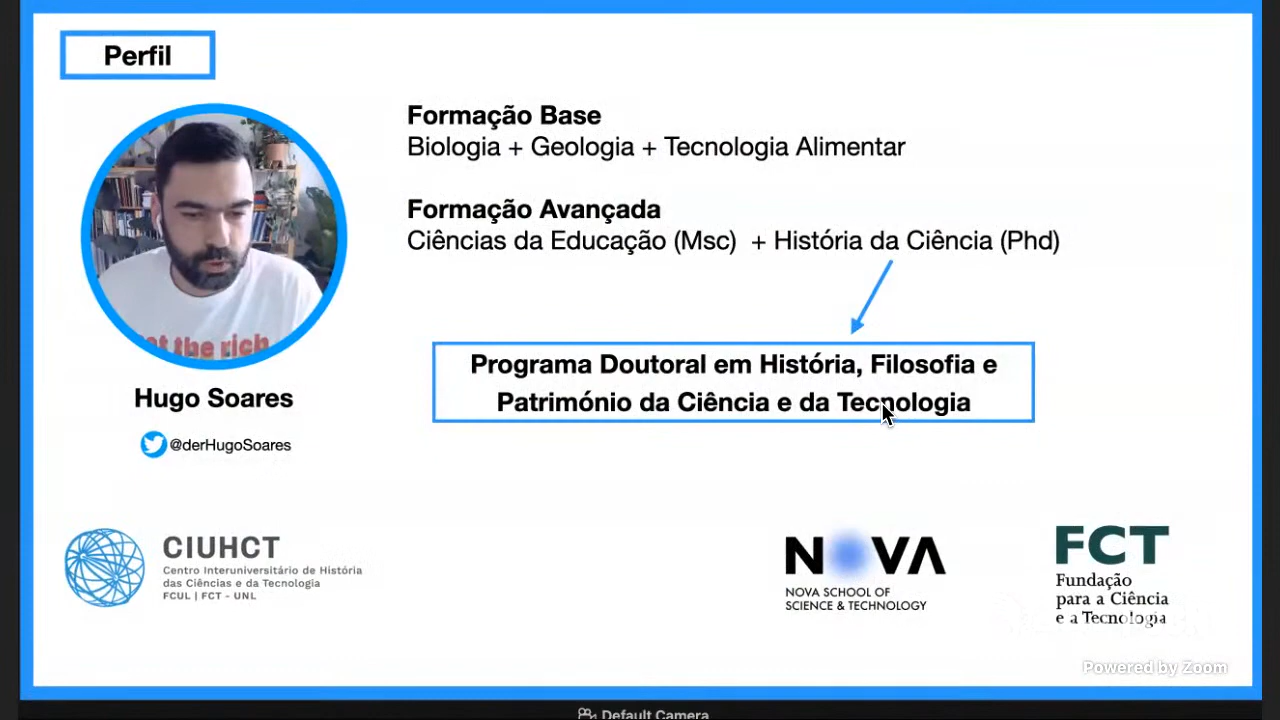 Perfil
Formação Base
Biologia + Geologia + Tecnologia Alimentar
Formação Avançada
Ciências da Educação (Msc) + História da Ciência (Phd)
Programa Doutoral em História, Filosofia e
Património da Ciência e da Tecnologia
the rich
Hugo Soares
@derHugoSoares
CIUHCT
Centro Interuniversitário de História
das Ciências e da Tecnologia
FCUL | FCT - UNL
NOVA
NOVA SCHOOL OF
SCIENCE & TECHNOLOGY
FCT
Fundação
para a Ciência
e a Tecnologia
Powered by Zoom
Default Camera